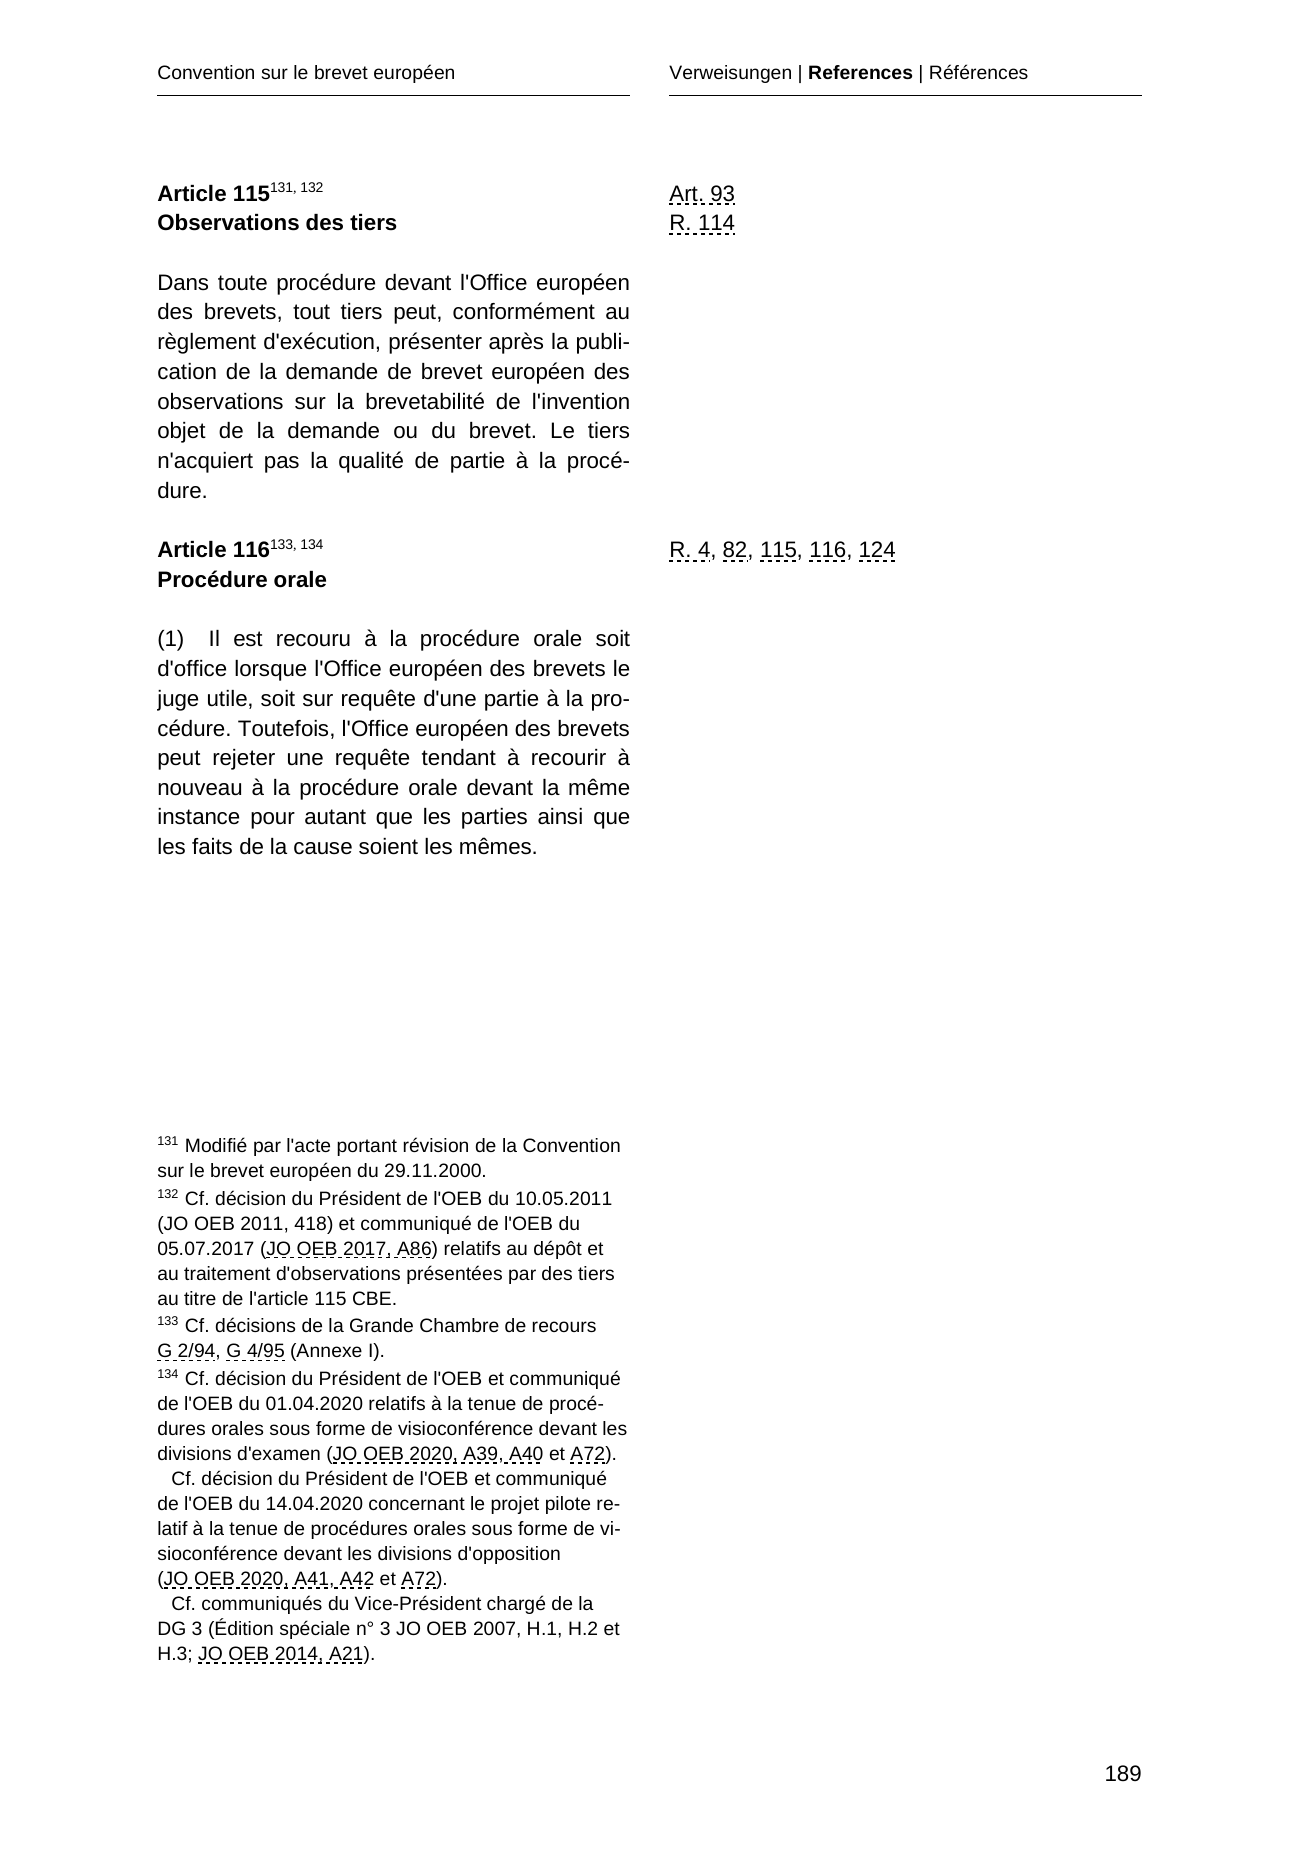 Convention sur le brevet européen
Verweisungen | References | Références
Article 115131, 132
Observations des tiers
Art. 93
R. 114
Dans toute procédure devant l'Office européen
des brevets, tout tiers peut, conformément au
règlement d'exécution, présenter après la publi-
cation de la demande de brevet européen des
observations sur la brevetabilité de l'invention
objet de la demande ou du brevet. Le tiers
n'acquiert pas la qualité de partie à la procé-
dure.
Article 116133, 134
Procédure orale
R. 4, 82, 115, 116, 124
(1) Il est recouru à la procédure orale soit
d'office lorsque l'Office européen des brevets le
juge utile, soit sur requête d'une partie à la pro-
cédure. Toutefois, l'Office européen des brevets
peut rejeter une requête tendant à recourir à
nouveau à la procédure orale devant la même
instance pour autant que les parties ainsi que
les faits de la cause soient les mêmes.
131 Modifié par l'acte portant révision de la Convention
sur le brevet européen du 29.11.2000.
132 Cf. décision du Président de l'OEB du 10.05.2011
(JO OEB 2011, 418) et communiqué de l'OEB du
05.07.2017 (JO OEB 2017, A86) relatifs au dépôt et
au traitement d'observations présentées par des tiers
au titre de l'article 115 CBE.
133 Cf. décisions de la Grande Chambre de recours
G 2/94, G 4/95 (Annexe I).
134 Cf. décision du Président de l'OEB et communiqué
de l'OEB du 01.04.2020 relatifs à la tenue de procé-
dures orales sous forme de visioconférence devant les
divisions d'examen (JO OEB 2020, A39, A40 et A72).
Cf. décision du Président de l'OEB et communiqué
de l'OEB du 14.04.2020 concernant le projet pilote re-
latif à la tenue de procédures orales sous forme de vi-
sioconférence devant les divisions d'opposition
(JO OEB 2020, A41, A42 et A72).
Cf. communiqués du Vice-Président chargé de la
DG 3 (Édition spéciale n° 3 JO OEB 2007, H.1, H.2 et
H.3; JO OEB 2014, A21).
189